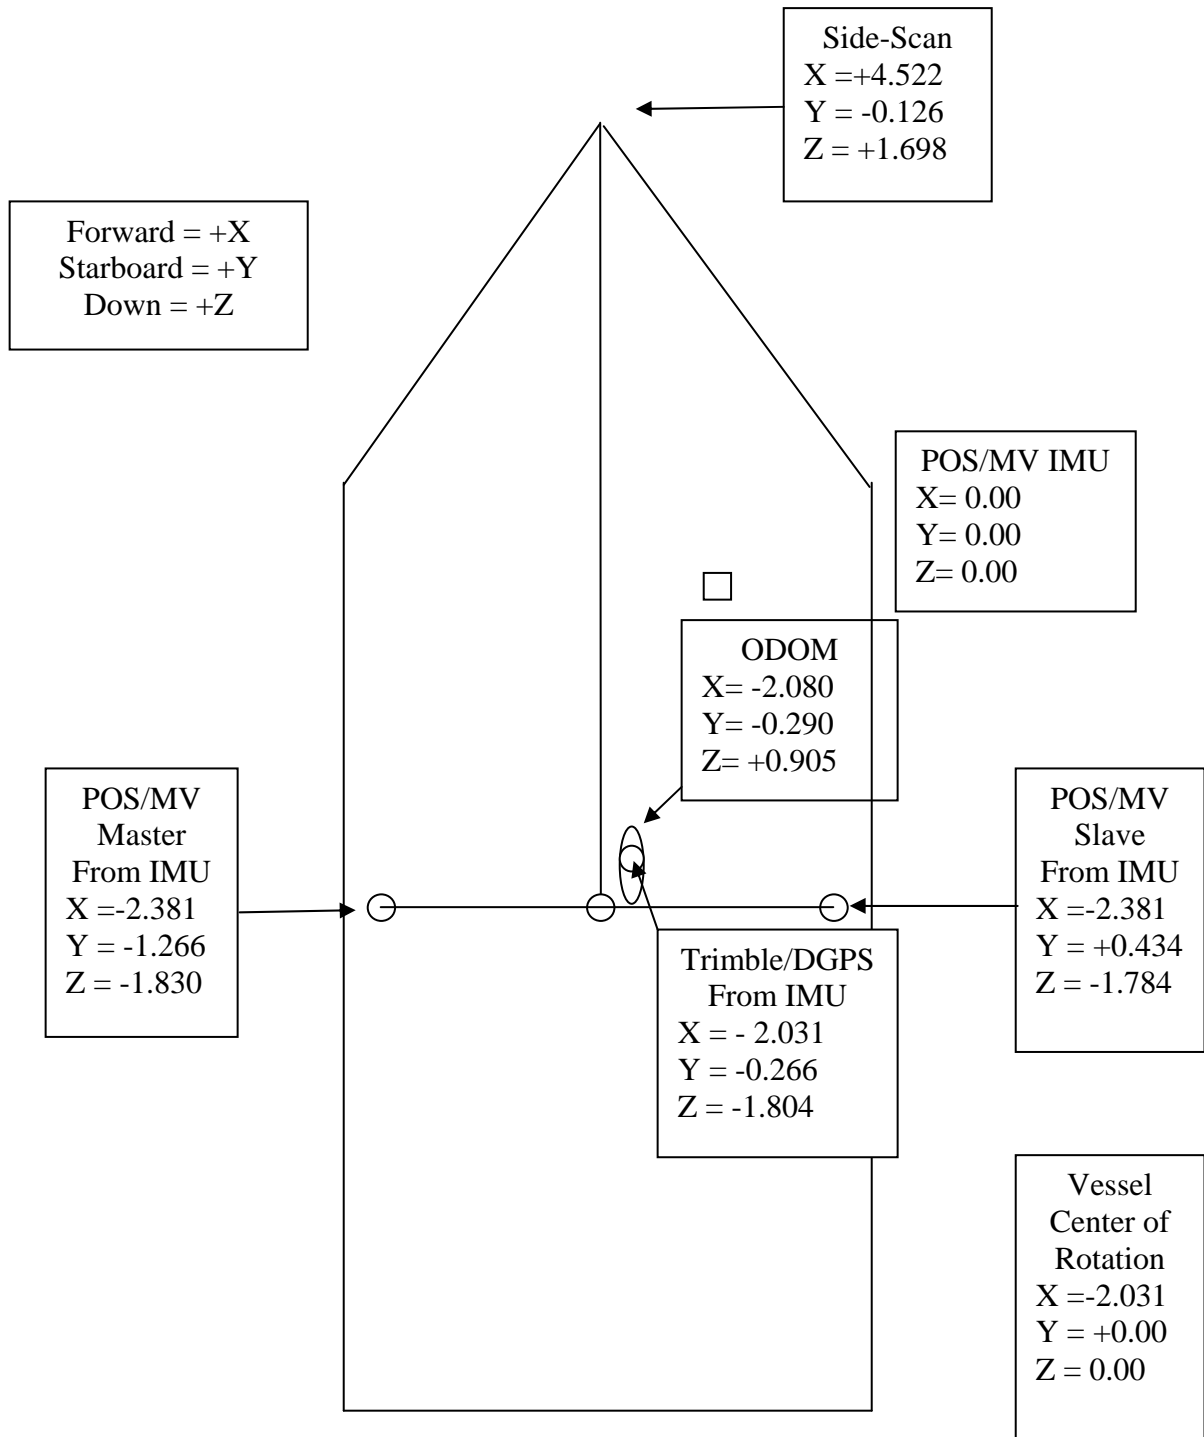 Side-Scan
X =+4.522
Y = -0.126
Z = +1.698
Forward = +X
Starboard = +Y
Down = +Z
POS/MV IMU
X= 0.00
Y= 0.00
Z= 0.00
ODOM
X= -2.080
Y= -0.290
Z= +0.905
POS/MV
Master
From IMU
X =-2.381
Y = -1.266
Z = -1.830
POS/MV
Slave
From IMU
X =-2.381
Y = +0.434
Z = -1.784
Trimble/DGPS
From IMU
X = - 2.031
Y = -0.266
Z = -1.804
Vessel
Center of
Rotation
X =-2.031
Y = +0.00
Z = 0.00